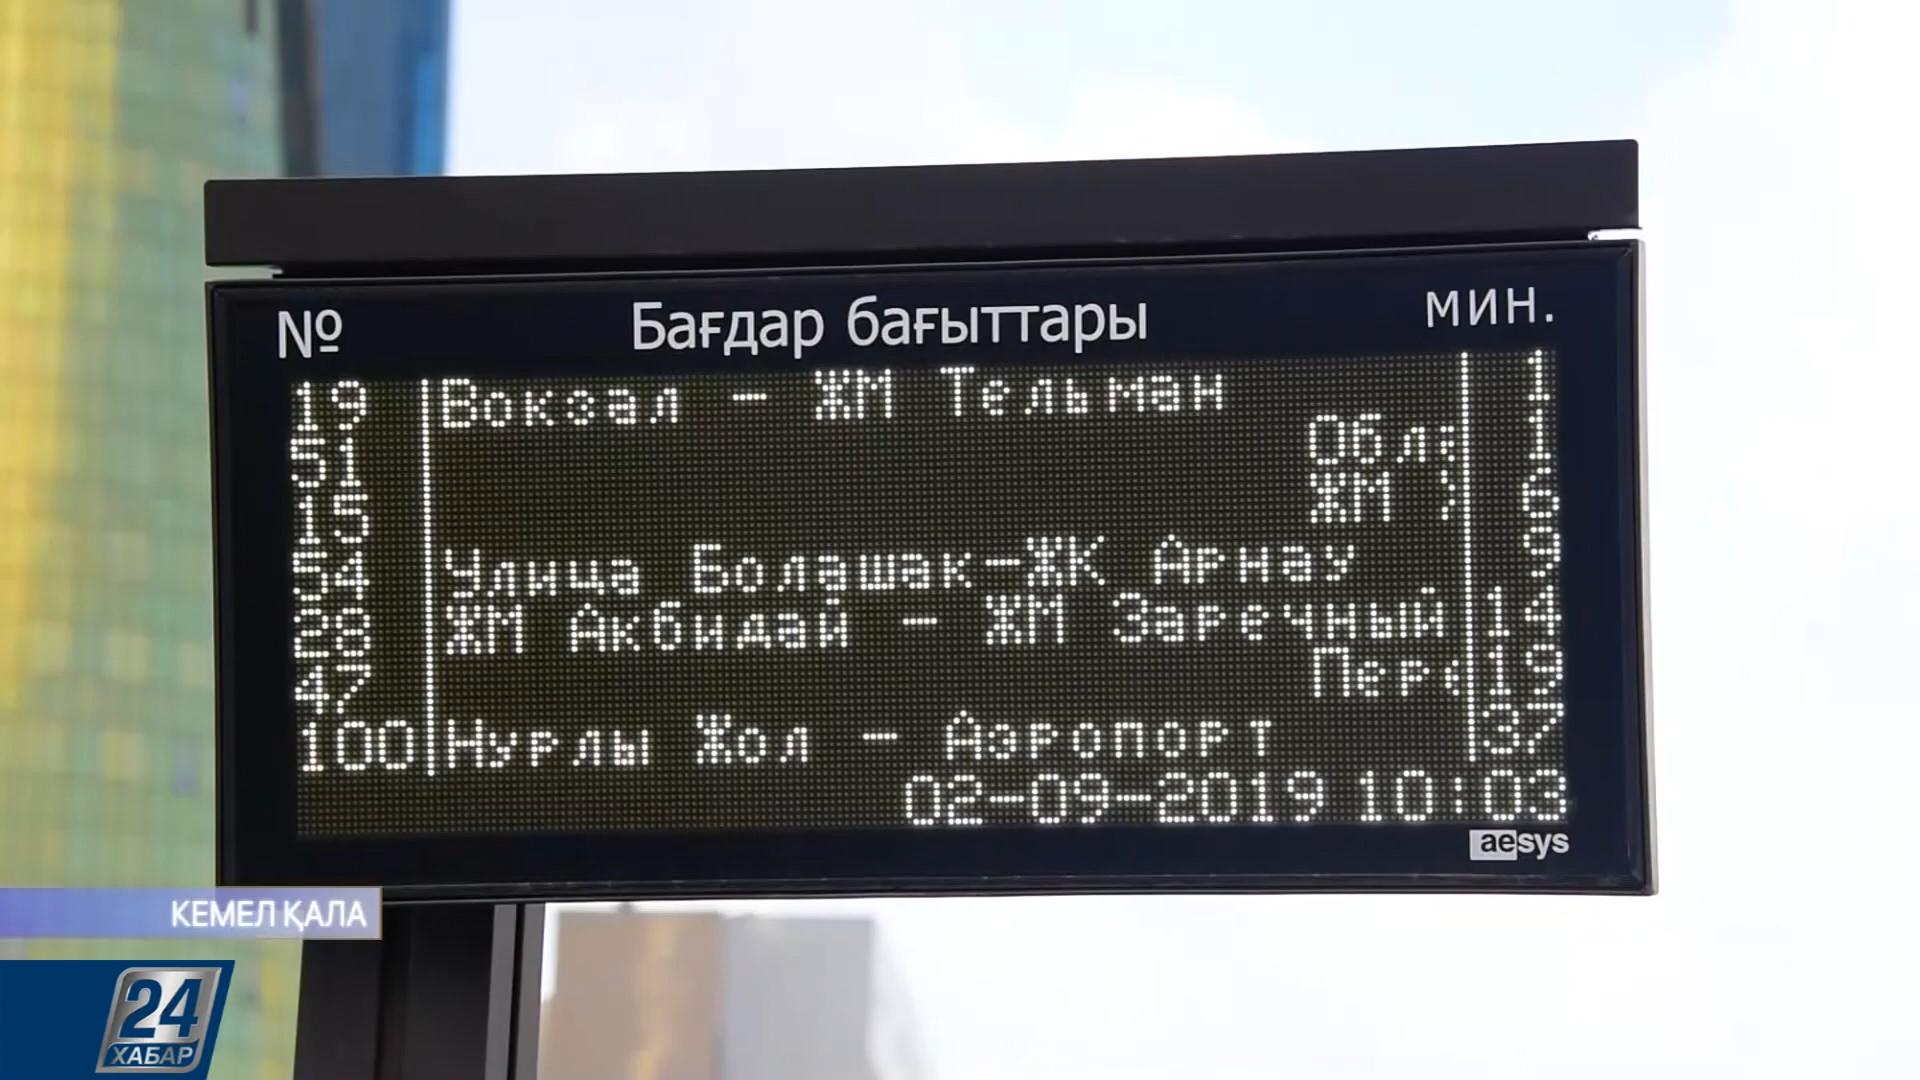 № Бағдар бағыттары мин.
19 Вокзал - ЖМ Тельман 1
51 1
15 ЖМ 6
54 Улица Болашак-ЖК Арнау 9
28 ЖМ Акбидай - ЖМ Заречный 14
47 19
100 Нурлы Жол - Аэропорт 37
02-09-2019 10:03
aesys
КЕМЕЛ ҚАЛА
24
ХАБАР